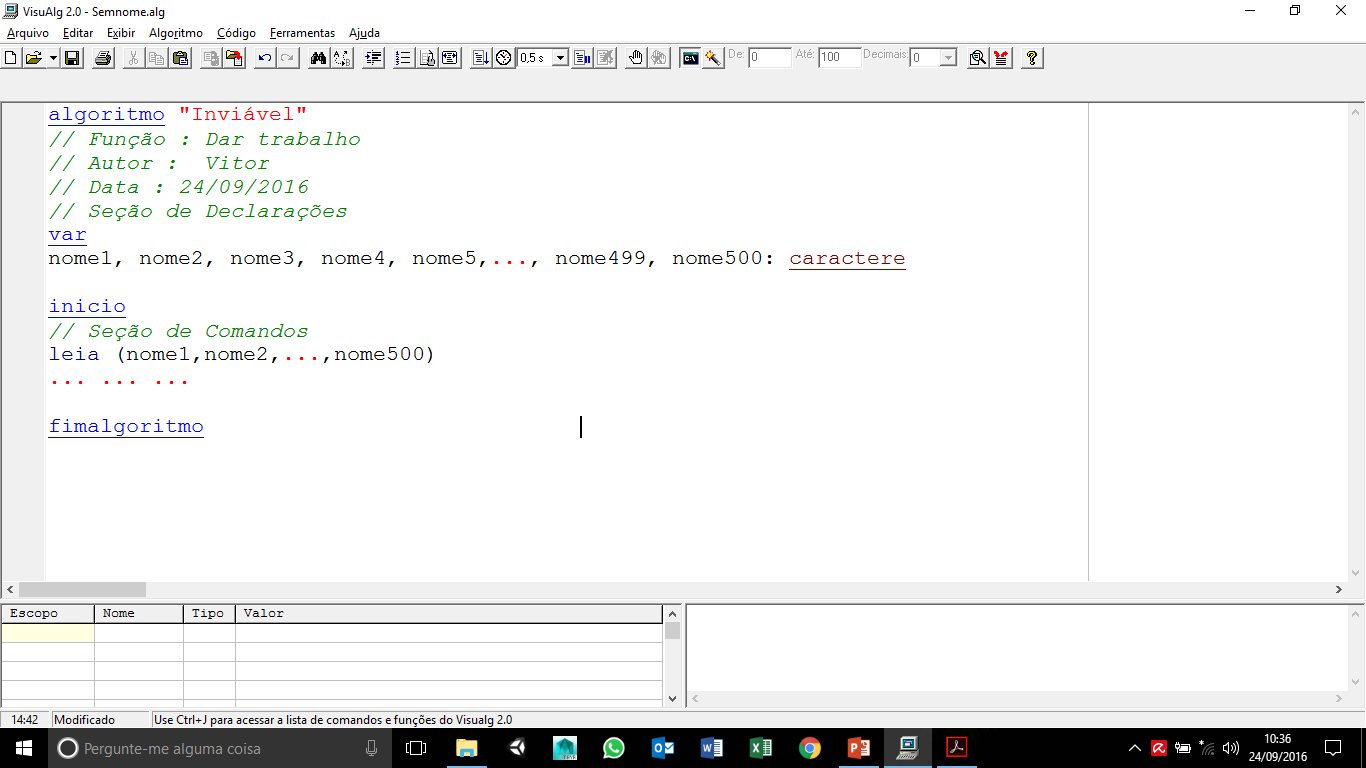 VisuAlg 2.0 - Semnome.alg
Arquivo Editar Exibir Algoritmo Código Ferramentas Ajuda
0,5 s De: 0 Até: 100 Decimais: 0
algoritmo "Inviável"
// Função : Dar trabalho
// Autor :  Vitor
// Data : 24/09/2016
// Seção de Declarações
var
nome1, nome2, nome3, nome4, nome5,..., nome499, nome500: caractere
inicio
// Seção de Comandos
leia (nome1,nome2,...,nome500)
... ... ...
fimalgoritmo
Escopo Nome Tipo Valor
14:42 Modificado Use Ctrl+J para acessar a lista de comandos e funções do Visualg 2.0
Pergunte-me alguma coisa
10:36
24/09/2016